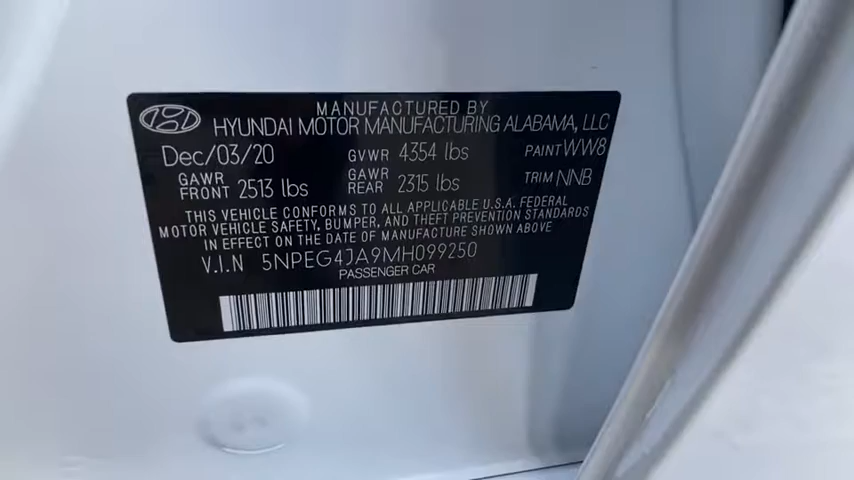 MANUFACTURED BY
HYUNDAI MOTOR MANUFACTURING ALABAMA, LLC
Dec/03/20 GVWR 4354 lbs PAINT WW8
GAWR FRONT 2513 lbs GAWR REAR 2315 lbs TRIM NNB
THIS VEHICLE CONFORMS TO ALL APPLICABLE U.S.A. FEDERAL
MOTOR VEHICLE SAFETY, BUMPER, AND THEFT PREVENTION STANDARDS
IN EFFECT ON THE DATE OF MANUFACTURE SHOWN ABOVE
V.I.N 5NPEG4JA9MH099250
PASSENGER CAR